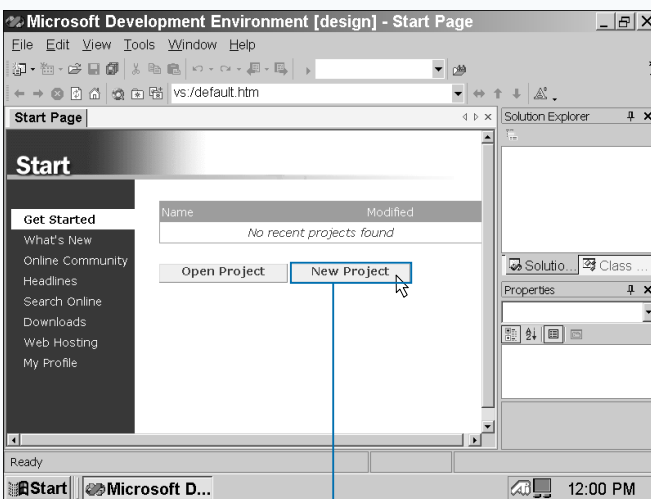 Microsoft Development Environment [design] - Start Page
File Edit View Tools Window Help
vs:/default.htm
Start Page
Solution Explorer
Start
Get Started
What's New
Online Community
Headlines
Search Online
Downloads
Web Hosting
My Profile
Name Modified
No recent projects found
Open Project New Project
Solutio... Class ...
Properties
Ready
Start Microsoft D... 12:00 PM